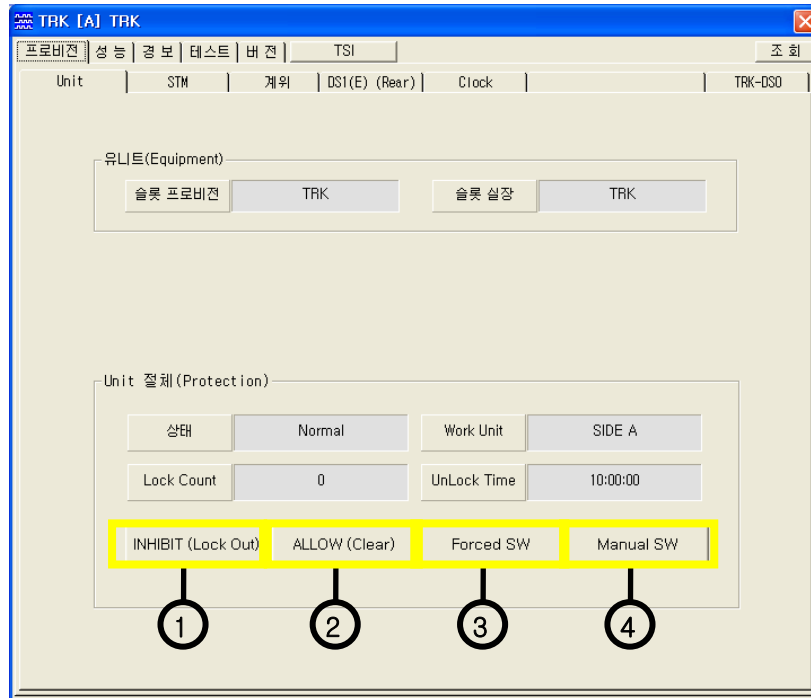 TRK [A] TRK
프로비전 성 능 경 보 테스트 버 전 TSI 조 회
Unit STM 계위 DS1(E) (Rear) Clock TRK-DS0
유니트(Equipment)
슬롯 프로비전 TRK 슬롯 실장 TRK
Unit 절체(Protection)
상태 Normal Work Unit SIDE A
Lock Count 0 UnLock Time 10:00:00
INHIBIT (Lock Out) ALLOW (Clear) Forced SW Manual SW
1 2 3 4